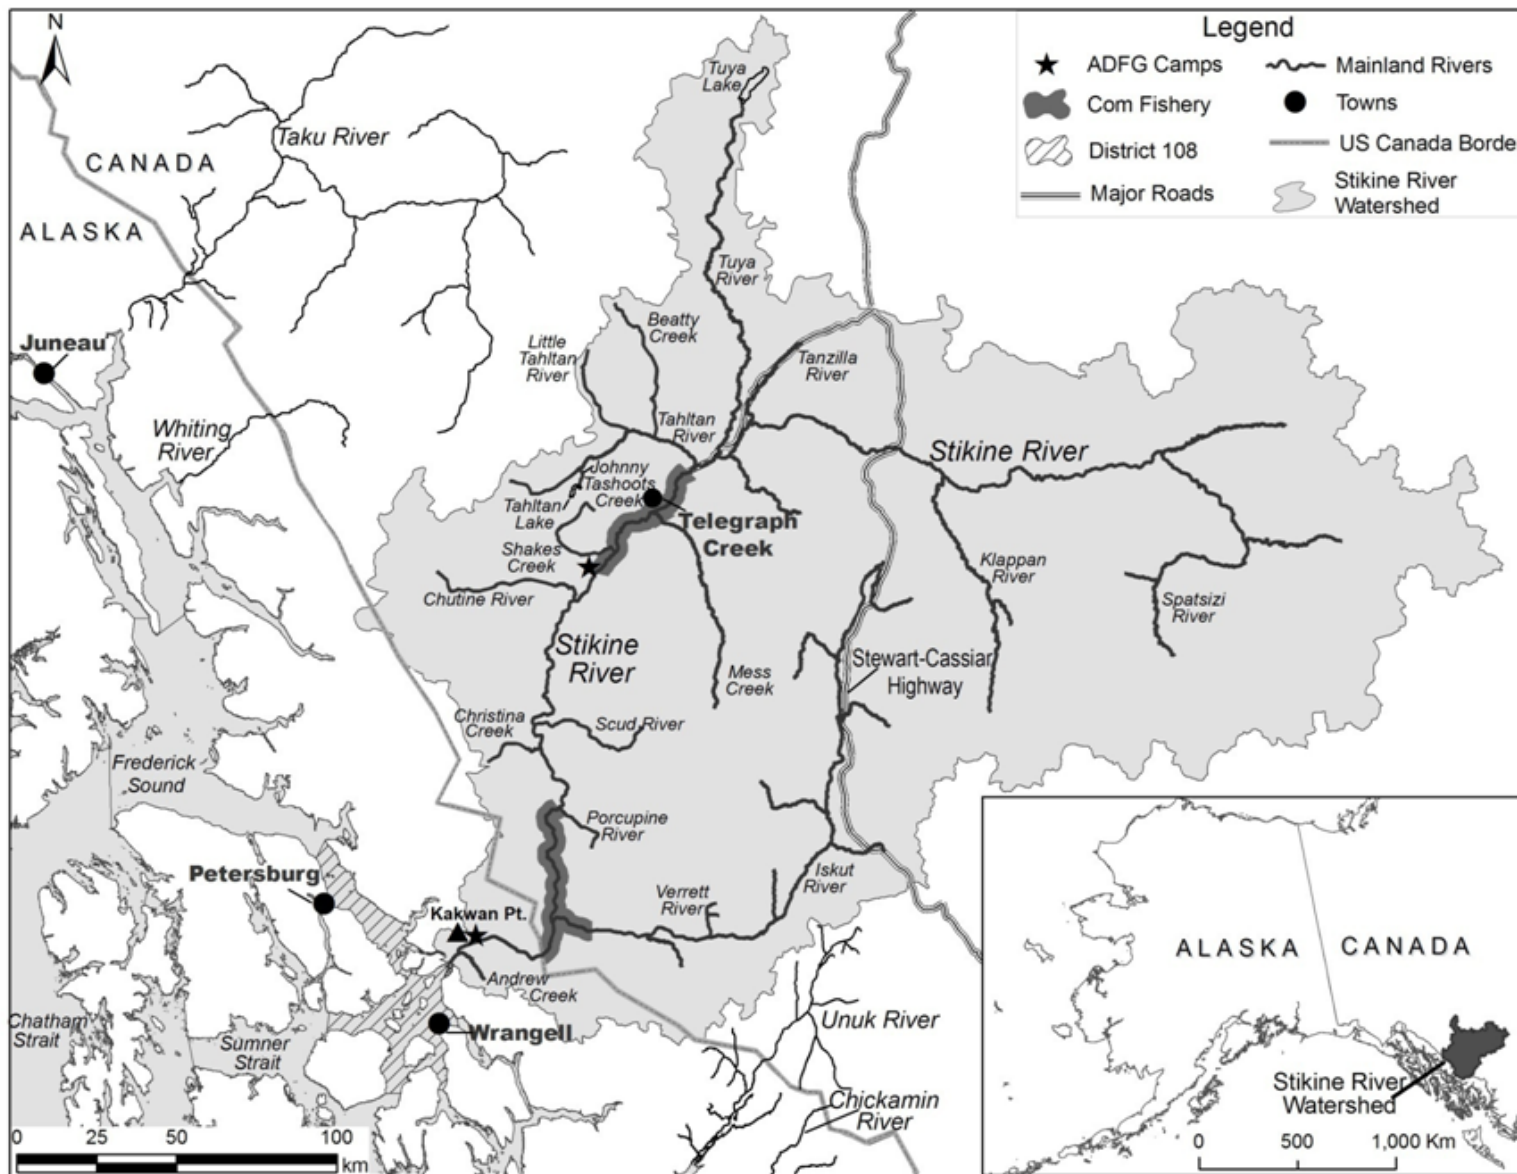 N
Legend
ADFG Camps
Mainland Rivers
Com Fishery
Towns
District 108
US Canada Borde
Major Roads
Stikine River
Watershed
Tuya
Lake
Taku River
CANADA
ALASKA
Tuya
River
Beatty
Creek
Little
Tahltan
River
Tanzilla
River
Juneau
Whiting
River
Tahltan
River
Stikine River
Johnny
Tashoots
Creek
Tahltan
Lake
Telegraph
Creek
Shakes
Creek
Klappan
River
Chutine River
Spatsizi
River
Stikine
River
Stewart-Cassiar
Highway
Mess
Creek
Christina
Creek
Scud River
Frederick
Sound
Porcupine
River
Petersburg
Iskut
River
Verrett
River
Kakwan Pt.
Andrew
Creek
Chatham
Strait
Sumner
Strait
Wrangell
Unuk River
Chickamin
River
0 25 50 100
km
ALASKA
CANADA
Stikine River
Watershed
0 500 1,000 Km